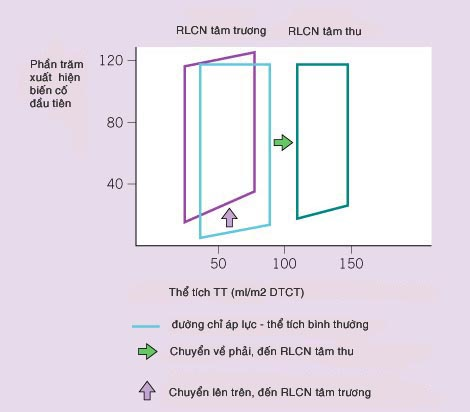 RLCN tâm trương RLCN tâm thu
Phần trăm
xuất hiện
biến cố
đầu tiên
120
80
40
50 100 150
Thể tích TT (ml/m2 DTCT)
đường chỉ áp lực - thể tích bình thường
Chuyển về phải, đến RLCN tâm thu
Chuyển lên trên, đến RLCN tâm trương